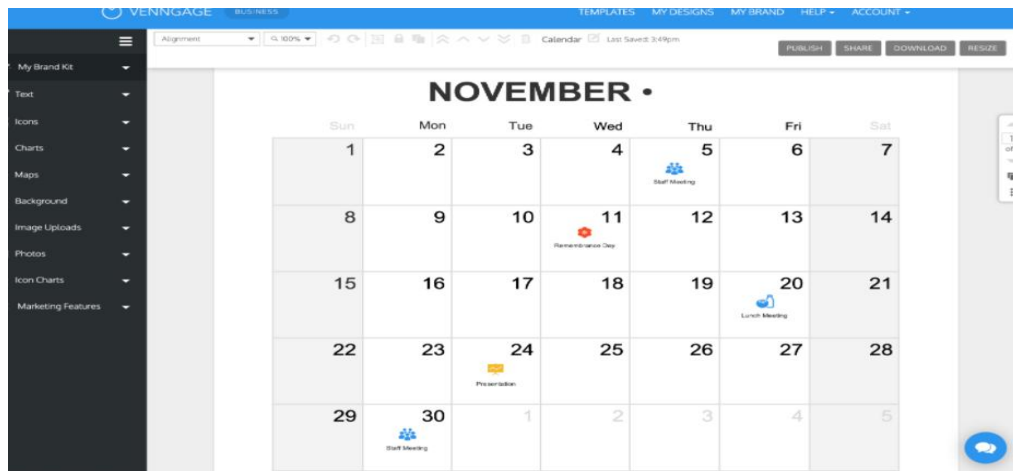 VENNGAGE BUSINESS TEMPLATES MY DESIGNS MY BRAND HELP ACCOUNT
Alignment 100% Calendar Last Saved: 3:49pm PUBLISH SHARE DOWNLOAD RESIZE
My Brand Kit
Text
Icons
Charts
Maps
Background
Image Uploads
Photos
Icon Charts
Marketing Features
NOVEMBER •
Sun Mon Tue Wed Thu Fri Sat
1 2 3 4 5 6 7
Staff Meeting
8 9 10 11 12 13 14
Remembrance Day
15 16 17 18 19 20 21
Lunch Meeting
22 23 24 25 26 27 28
Presentation
29 30 1 2 3 4 5
Staff Meeting